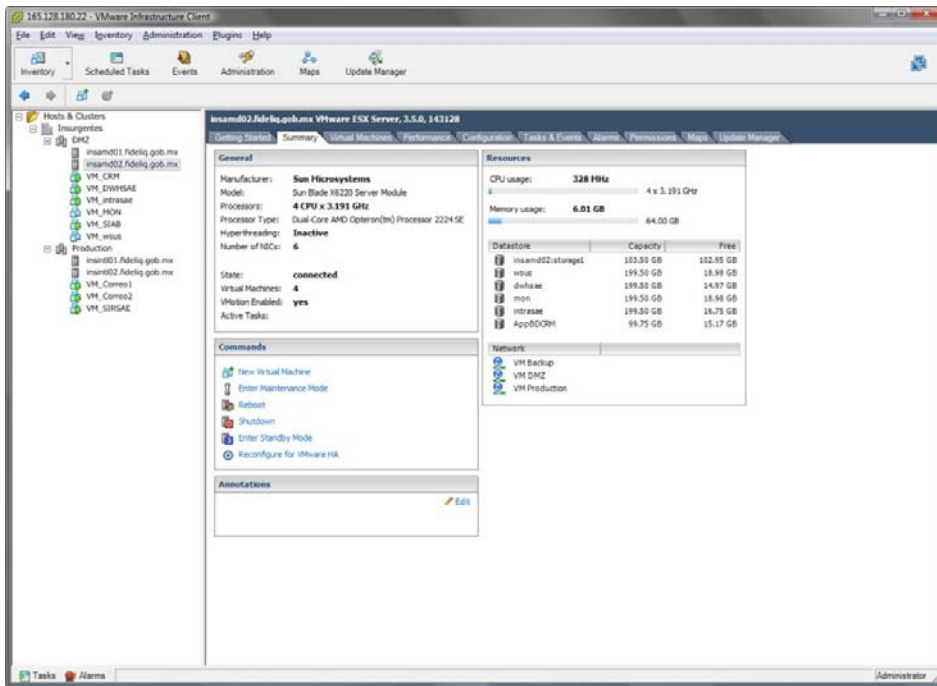 165.128.180.22 - VMware Infrastructure Client
File Edit View Inventory Administration Plugins Help
Inventory Scheduled Tasks Events Administration Maps Update Manager
Hosts & Clusters
Insurgentes
DMZ
insamd01.fideliq.gob.mx
insamd02.fideliq.gob.mx
VM_CRM
VM_DWHSAE
VM_intrasae
VM_MON
VM_SIAB
VM_wsus
Production
insint01.fideliq.gob.mx
insint02.fideliq.gob.mx
VM_Correo1
VM_Correo2
VM_SIRSAE
insamd02.fideliq.gob.mx VMware ESX Server, 3.5.0, 143128
Getting Started Summary Virtual Machines Performance Configuration Tasks & Events Alarms Permissions Maps Update Manager
General
Manufacturer: Sun Microsystems
Model: Sun Blade X6220 Server Module
Processors: 4 CPU x 3.191 GHz
Processor Type: Dual-Core AMD Opteron(tm) Processor 2224 SE
Hyperthreading: Inactive
Number of NICs: 6
State: connected
Virtual Machines: 4
VMotion Enabled: yes
Active Tasks:
Commands
New Virtual Machine
Enter Maintenance Mode
Reboot
Shutdown
Enter Standby Mode
Reconfigure for VMware HA
Annotations
Edit
Resources
CPU usage: 328 MHz
4 x 3.191 GHz
Memory usage: 6.01 GB
64.00 GB
Datastore Capacity Free
insamd02:storage1 103.50 GB 102.95 GB
wsus 199.50 GB 18.98 GB
dwhsae 199.50 GB 14.97 GB
mon 199.50 GB 18.98 GB
intrasae 199.50 GB 16.75 GB
AppBDCRM 99.75 GB 15.17 GB
Network
VM Backup
VM DMZ
VM Production
Tasks Alarms Administrator